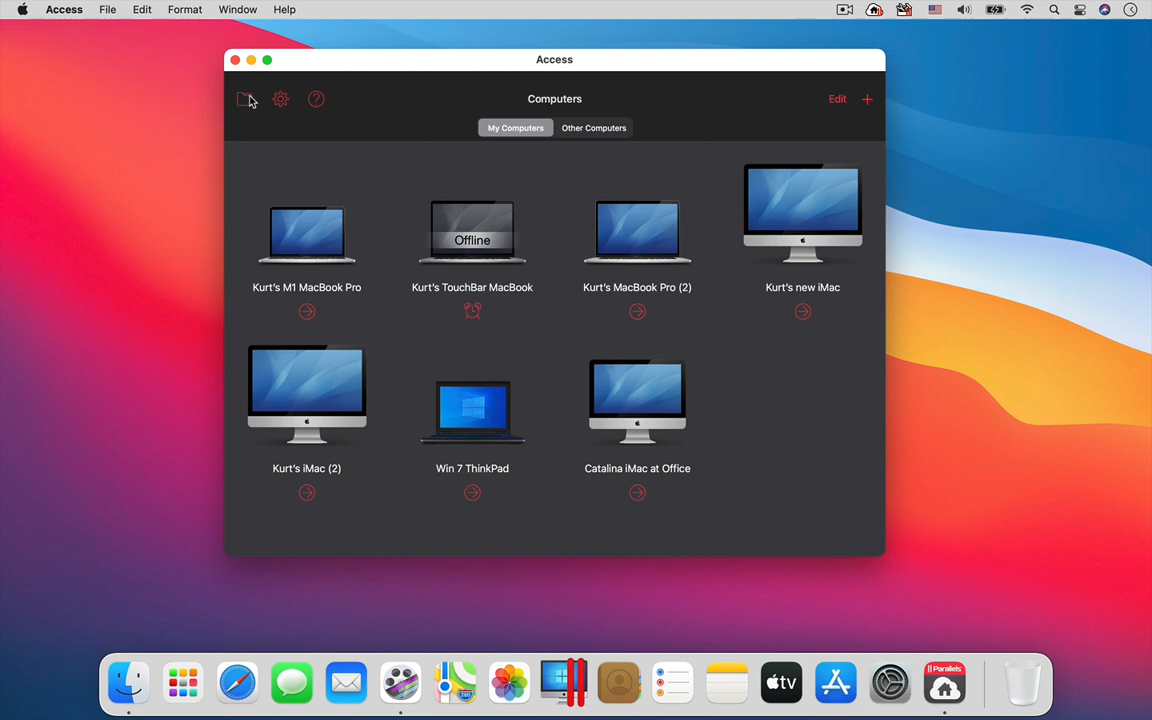 Access File Edit Format Window Help
Access
Computers
Edit
My Computers Other Computers
Offline
Kurt's M1 MacBook Pro Kurt's TouchBar MacBook Kurt's MacBook Pro (2) Kurt's new iMac
Kurt's iMac (2) Win 7 ThinkPad Catalina iMac at Office
280
tv
Parallels